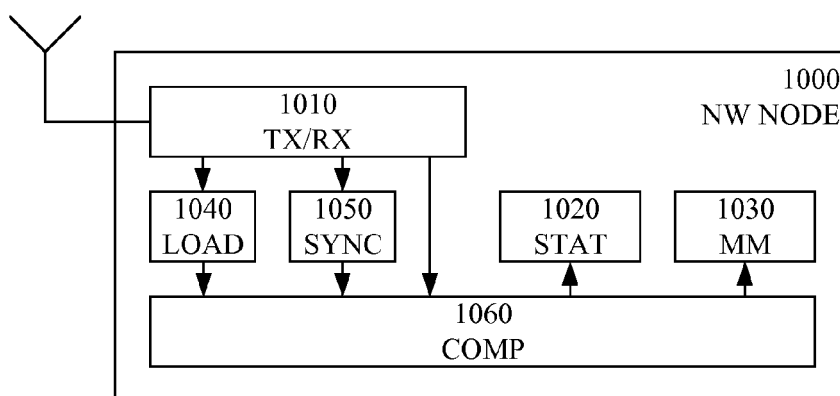 1000
NW NODE
1010
TX/RX
1040
LOAD
1050
SYNC
1020
STAT
1030
MM
1060
COMP